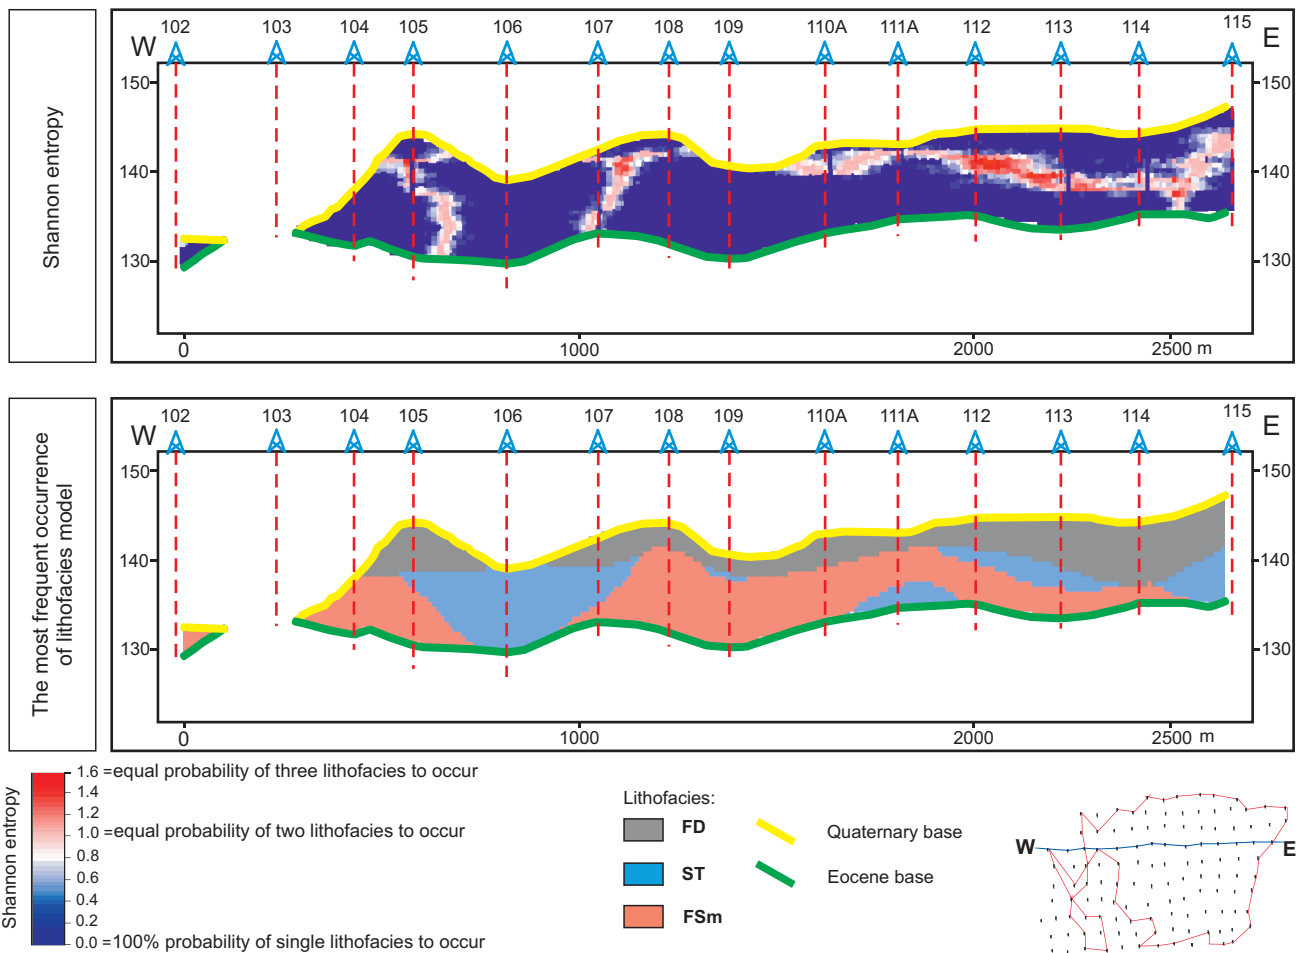 Shannon entropy
102 103 104 105 106 107 108 109 110A 111A 112 113 114 115
W E
150 150
140 140
130 130
0 1000 2000 2500 m
The most frequent occurrence
of lithofacies model
102 103 104 105 106 107 108 109 110A 111A 112 113 114 115
W E
150 150
140 140
130 130
0 1000 2000 2500 m
Shannon entropy
1.6 =equal probability of three lithofacies to occur
1.4
1.2
1.0 =equal probability of two lithofacies to occur
0.8
0.6
0.4
0.2
0.0 =100% probability of single lithofacies to occur
Lithofacies:
FD
ST
FSm
Quaternary base
Eocene base
W E